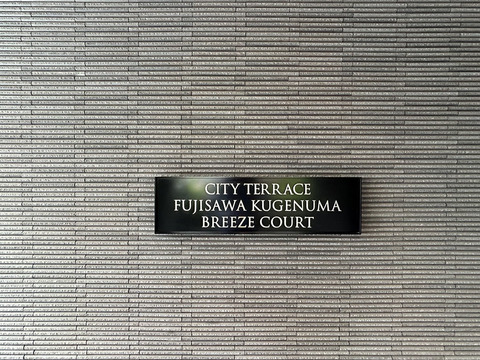 CITY TERRACE
FUJISAWA KUGENUMA
BREEZE COURT